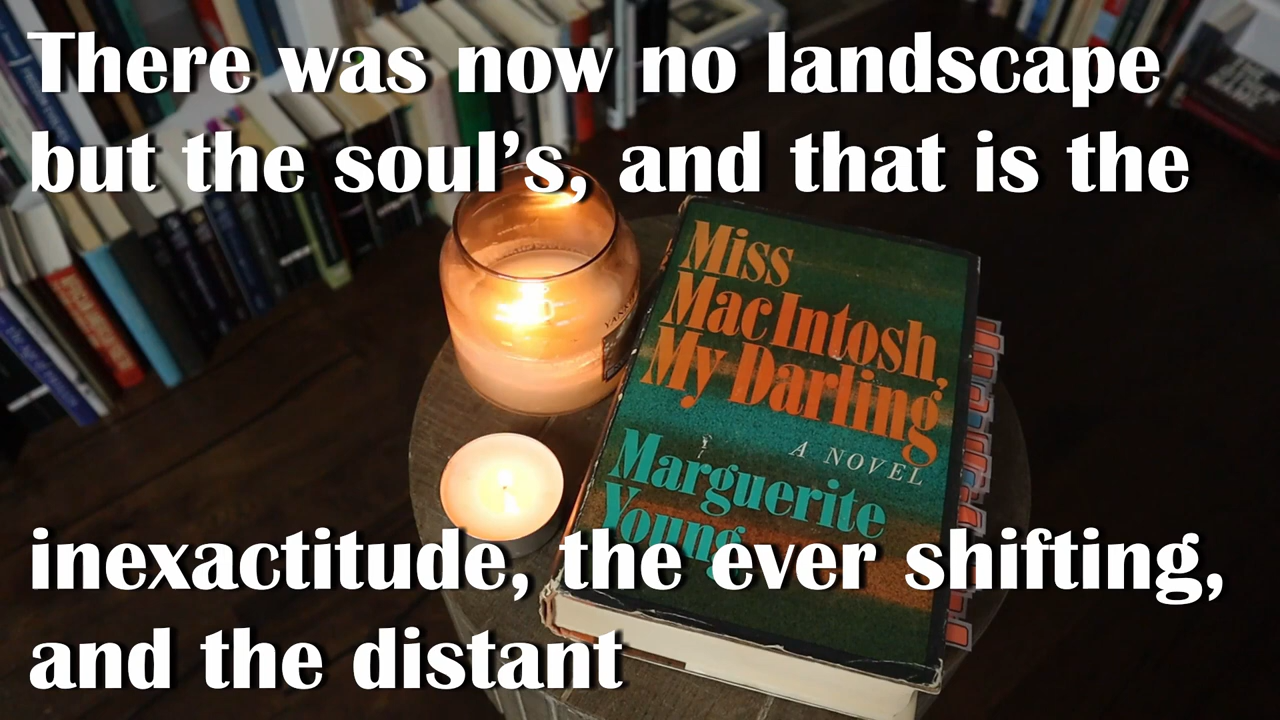 There was now no landscape
but the soul’s, and that is the
Miss
MacIntosh,
My Darling
A NOVEL
Marguerite
Young
inexactitude, the ever shifting,
and the distant